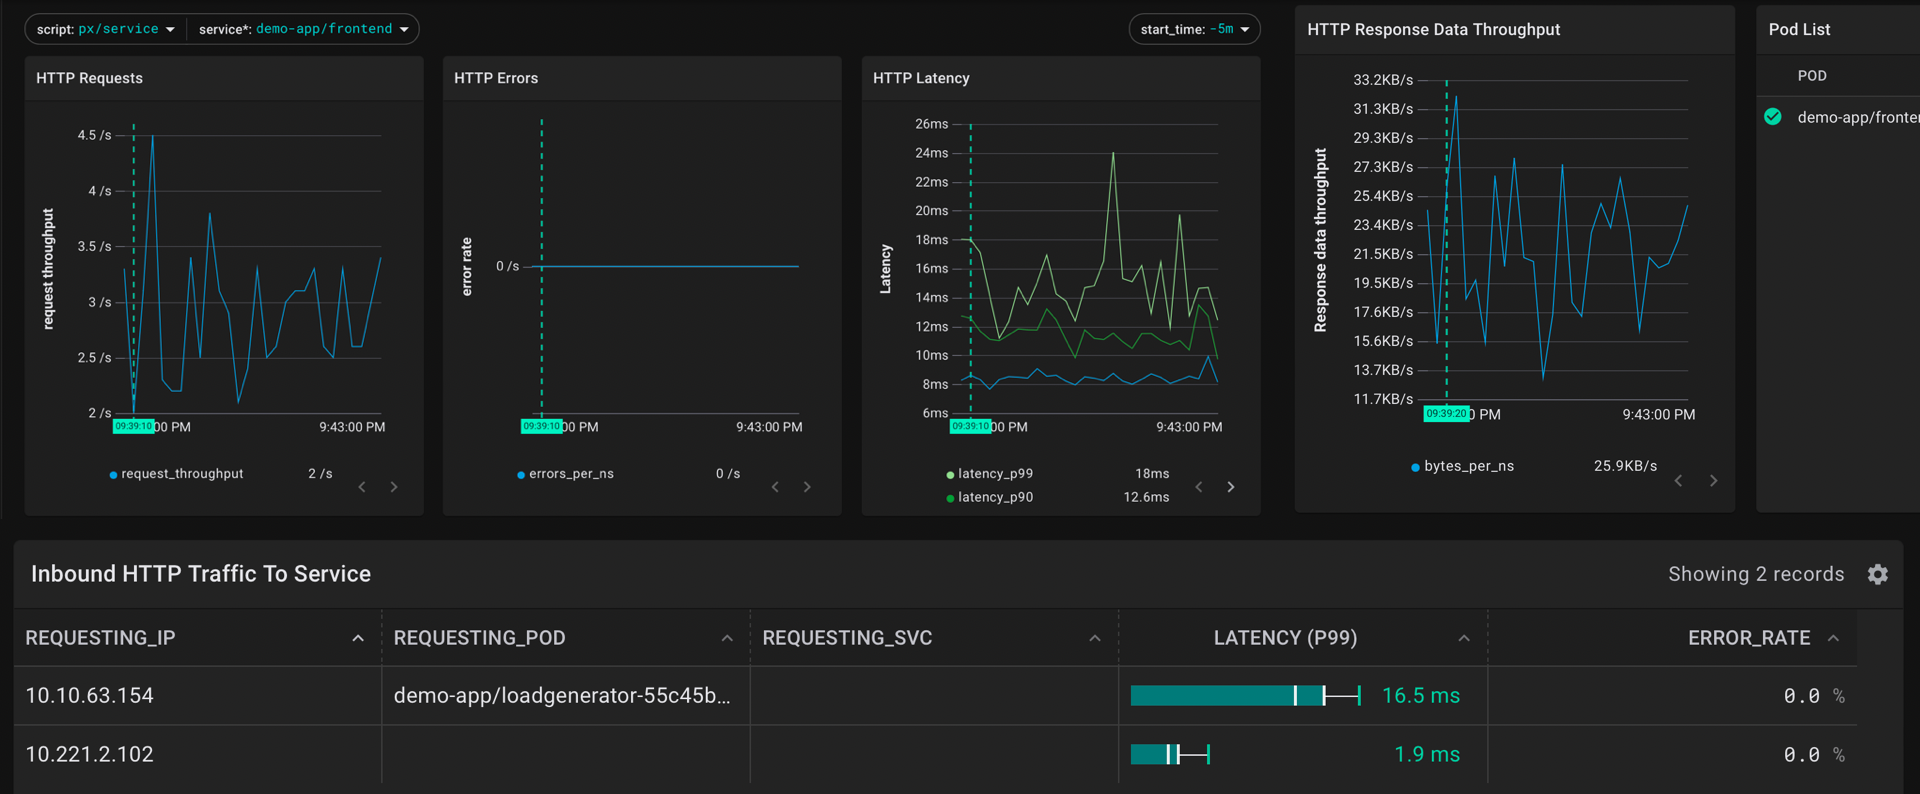 script: px/service service*: demo-app/frontend
start_time: -5m
HTTP Requests
request throughput
4.5 /s
4 /s
3.5 /s
3 /s
2.5 /s
2 /s
09:39:10 00 PM 9:43:00 PM
request_throughput 2 /s
HTTP Errors
error rate
0 /s
09:39:10 00 PM 9:43:00 PM
errors_per_ns 0 /s
HTTP Latency
Latency
26ms
24ms
22ms
20ms
18ms
16ms
14ms
12ms
10ms
8ms
6ms
09:39:10 00 PM 9:43:00 PM
latency_p99 18ms
latency_p90 12.6ms
HTTP Response Data Throughput
Response data throughput
33.2KB/s
31.3KB/s
29.3KB/s
27.3KB/s
25.4KB/s
23.4KB/s
21.5KB/s
19.5KB/s
17.6KB/s
15.6KB/s
13.7KB/s
11.7KB/s
09:39:20 0 PM 9:43:00 PM
bytes_per_ns 25.9KB/s
Pod List
POD
demo-app/fronte
Inbound HTTP Traffic To Service Showing 2 records
REQUESTING_IP REQUESTING_POD REQUESTING_SVC LATENCY (P99) ERROR_RATE
10.10.63.154 demo-app/loadgenerator-55c45b... 16.5 ms 0.0 %
10.221.2.102 1.9 ms 0.0 %